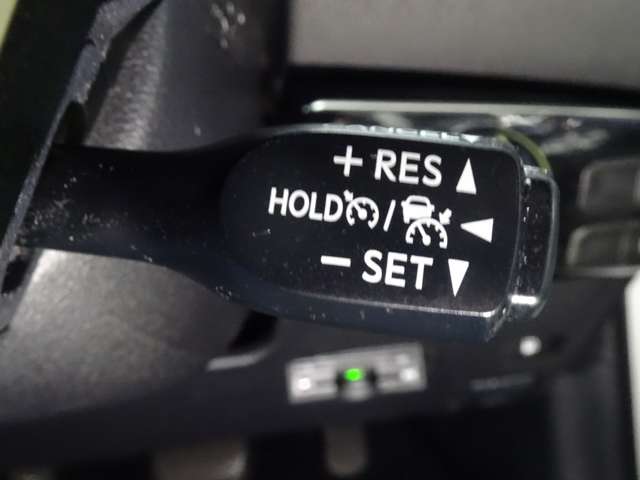 + RES ▲
HOLD / ◀
− SET ▼